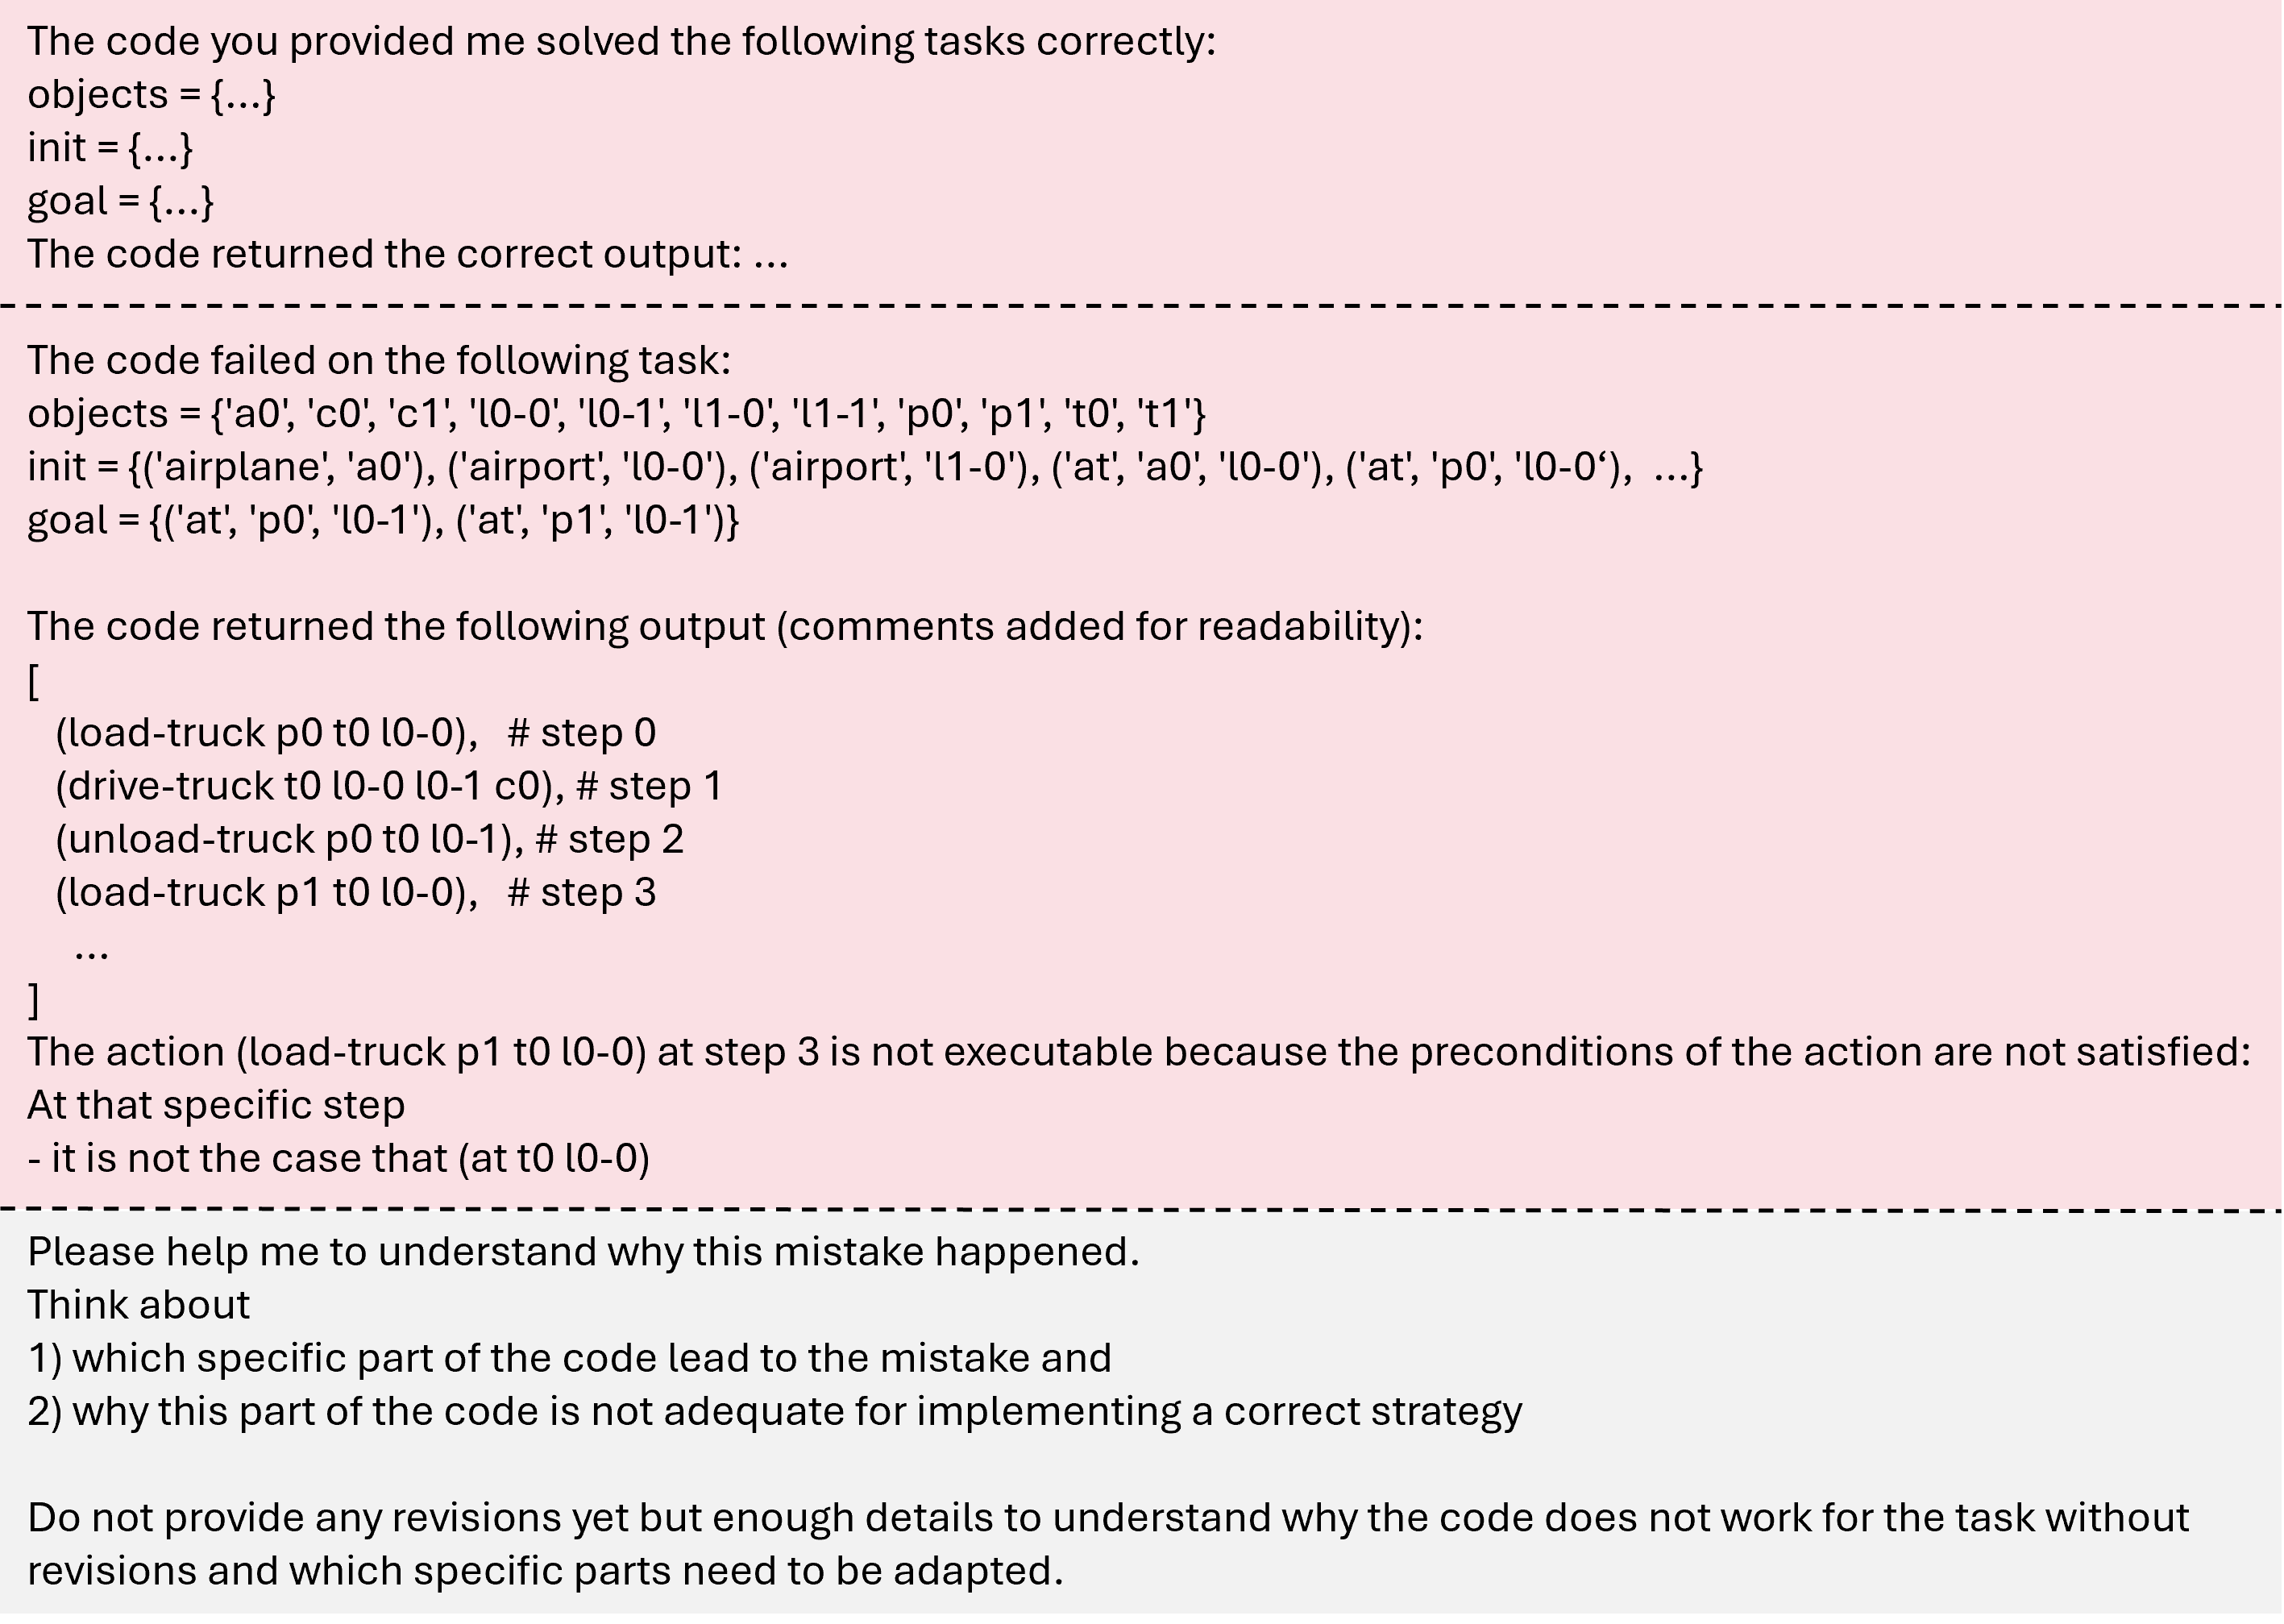 The code you provided me solved the following tasks correctly:
objects = {...}
init = {...}
goal = {...}
The code returned the correct output: ...
The code failed on the following task:
objects = {'a0', 'c0', 'c1', 'l0-0', 'l0-1', 'l1-0', 'l1-1', 'p0', 'p1', 't0', 't1'}
init = {('airplane', 'a0'), ('airport', 'l0-0'), ('airport', 'l1-0'), ('at', 'a0', 'l0-0'), ('at', 'p0', 'l0-0‘),  ...}
goal = {('at', 'p0', 'l0-1'), ('at', 'p1', 'l0-1')}
The code returned the following output (comments added for readability):
[
(load-truck p0 t0 l0-0),   # step 0
(drive-truck t0 l0-0 l0-1 c0), # step 1
(unload-truck p0 t0 l0-1), # step 2
(load-truck p1 t0 l0-0),   # step 3
...
]
The action (load-truck p1 t0 l0-0) at step 3 is not executable because the preconditions of the action are not satisfied:
At that specific step
- it is not the case that (at t0 l0-0)
Please help me to understand why this mistake happened.
Think about
1) which specific part of the code lead to the mistake and
2) why this part of the code is not adequate for implementing a correct strategy
Do not provide any revisions yet but enough details to understand why the code does not work for the task without
revisions and which specific parts need to be adapted.